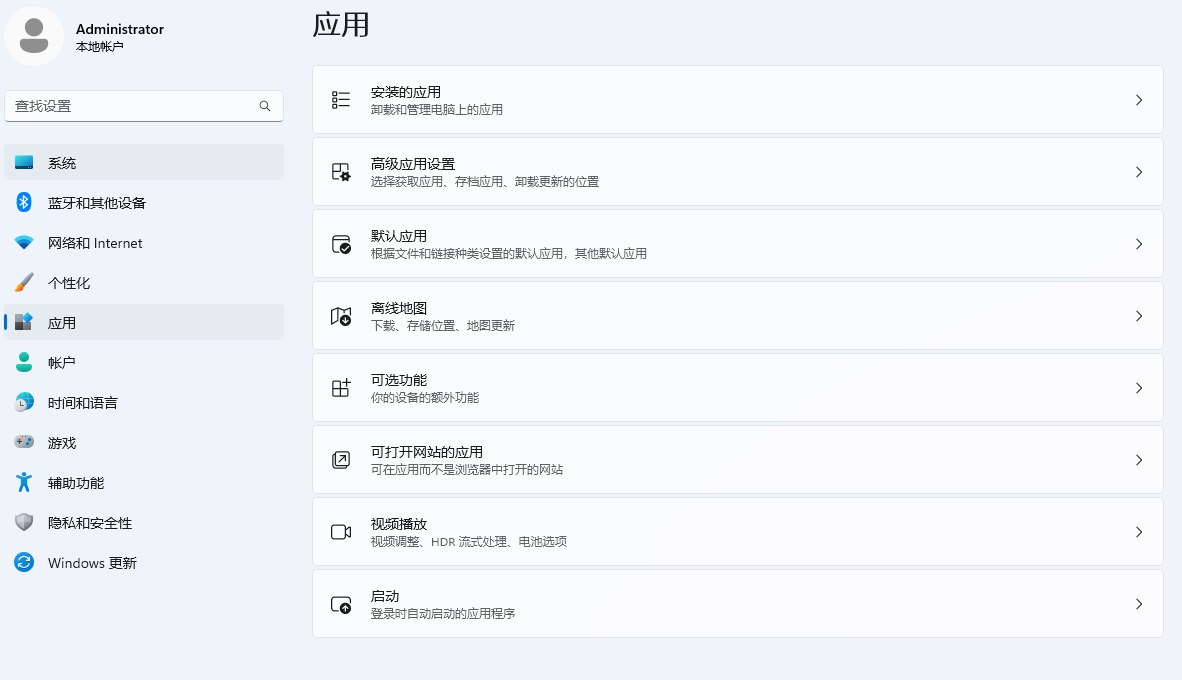 Administrator
本地帐户
查找设置
系统
蓝牙和其他设备
网络和 Internet
个性化
应用
帐户
时间和语言
游戏
辅助功能
隐私和安全性
Windows 更新
应用
安装的应用
卸载和管理电脑上的应用
高级应用设置
选择获取应用、存档应用、卸载更新的位置
默认应用
根据文件和链接种类设置的默认应用，其他默认应用
离线地图
下载、存储位置、地图更新
可选功能
你的设备的额外功能
可打开网站的应用
可在应用而不是浏览器中打开的网站
视频播放
视频调整、HDR 流式处理、电池选项
启动
登录时自动启动的应用程序